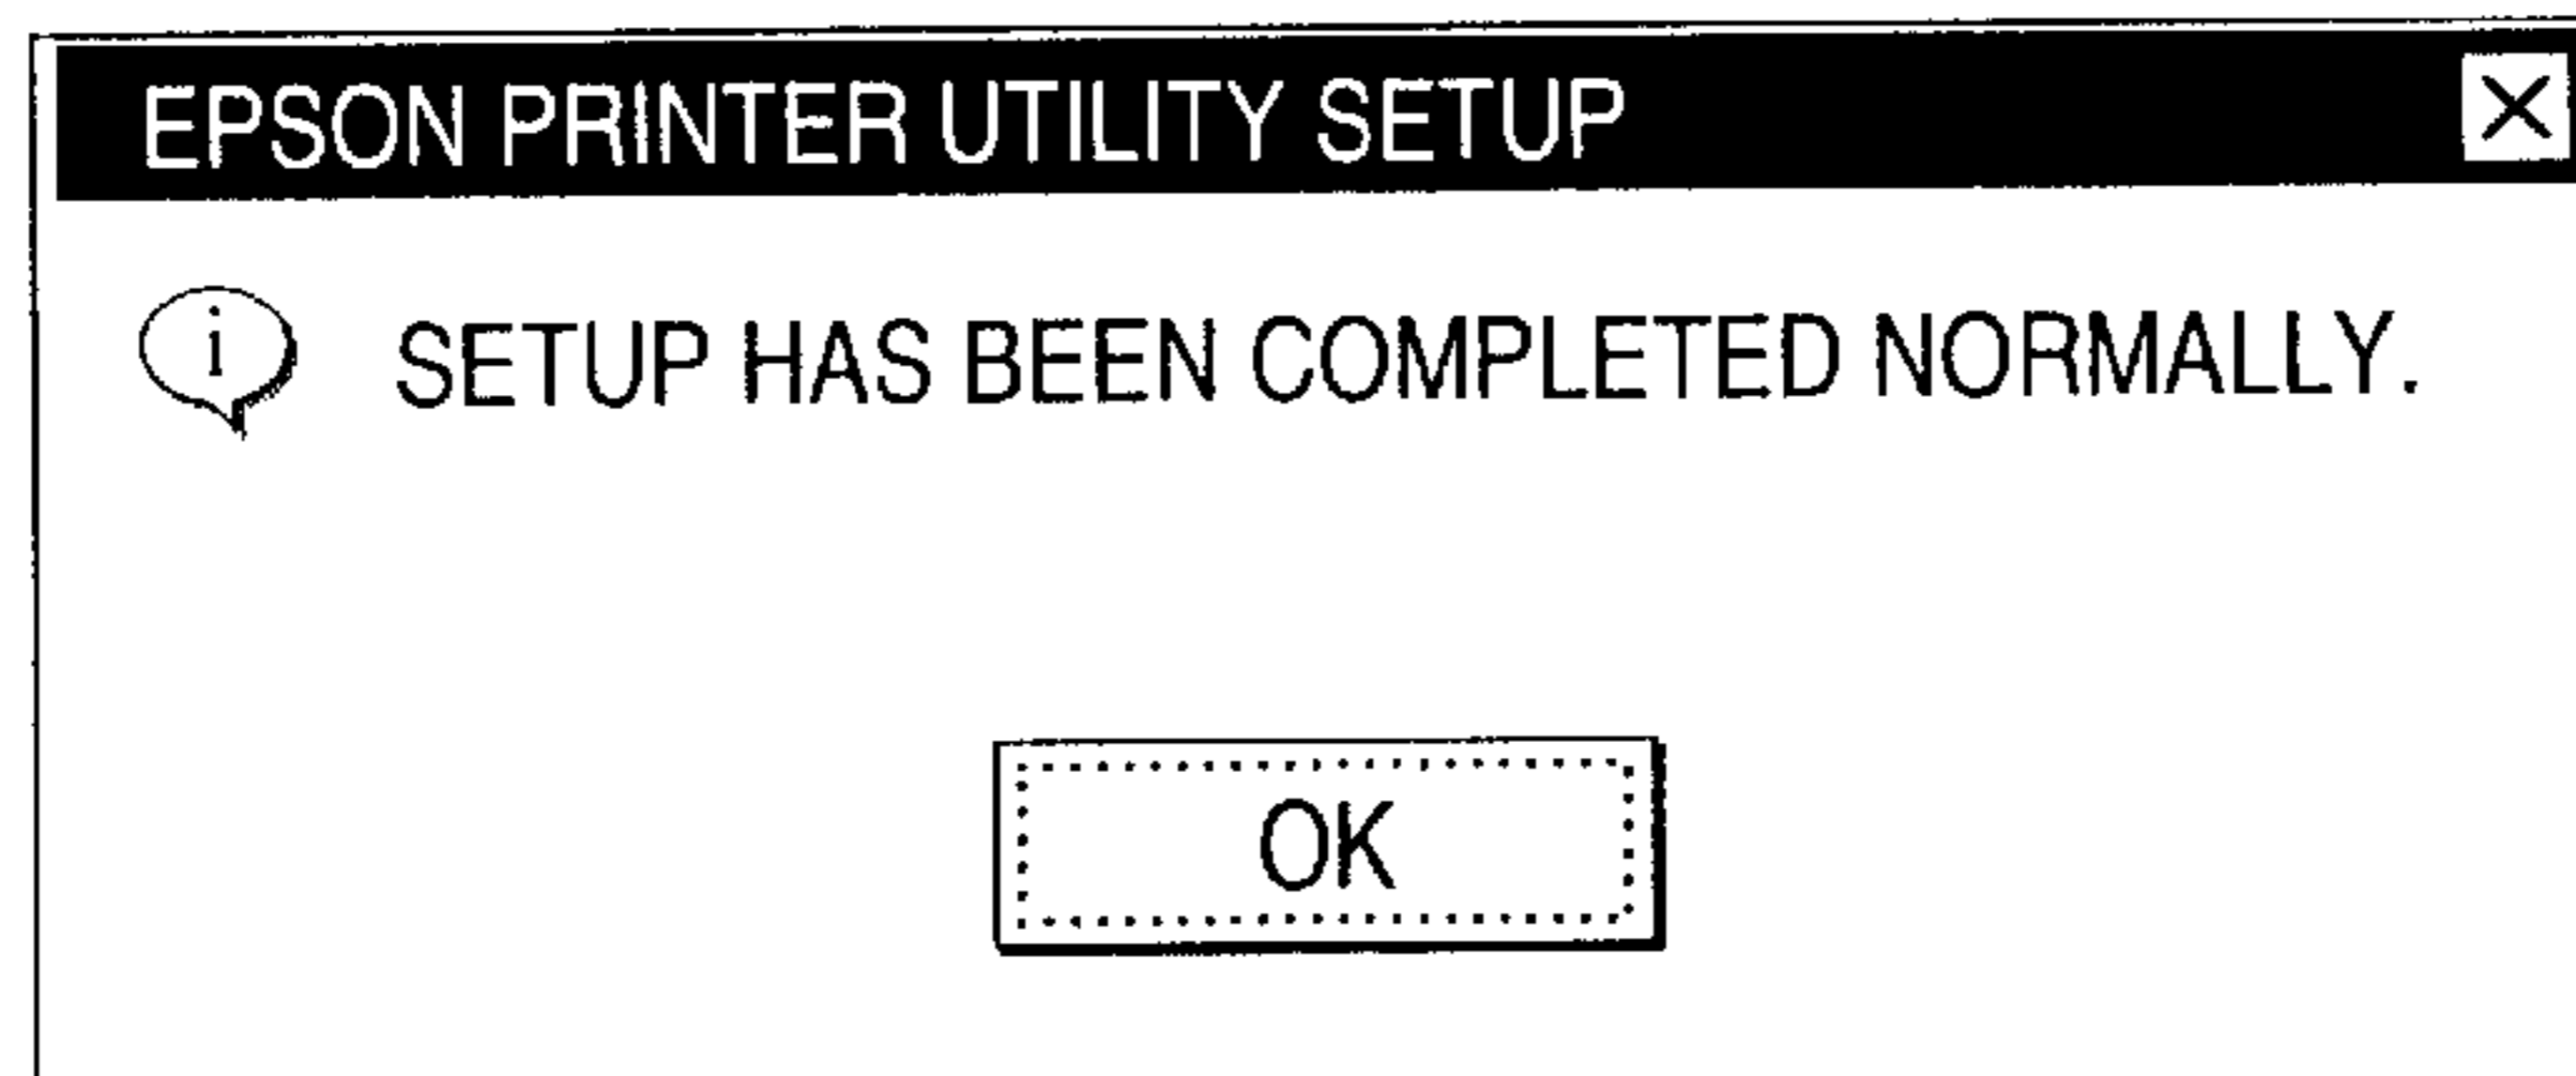 EPSON PRINTER UTILITY SETUP
i
SETUP HAS BEEN COMPLETED NORMALLY.
OK